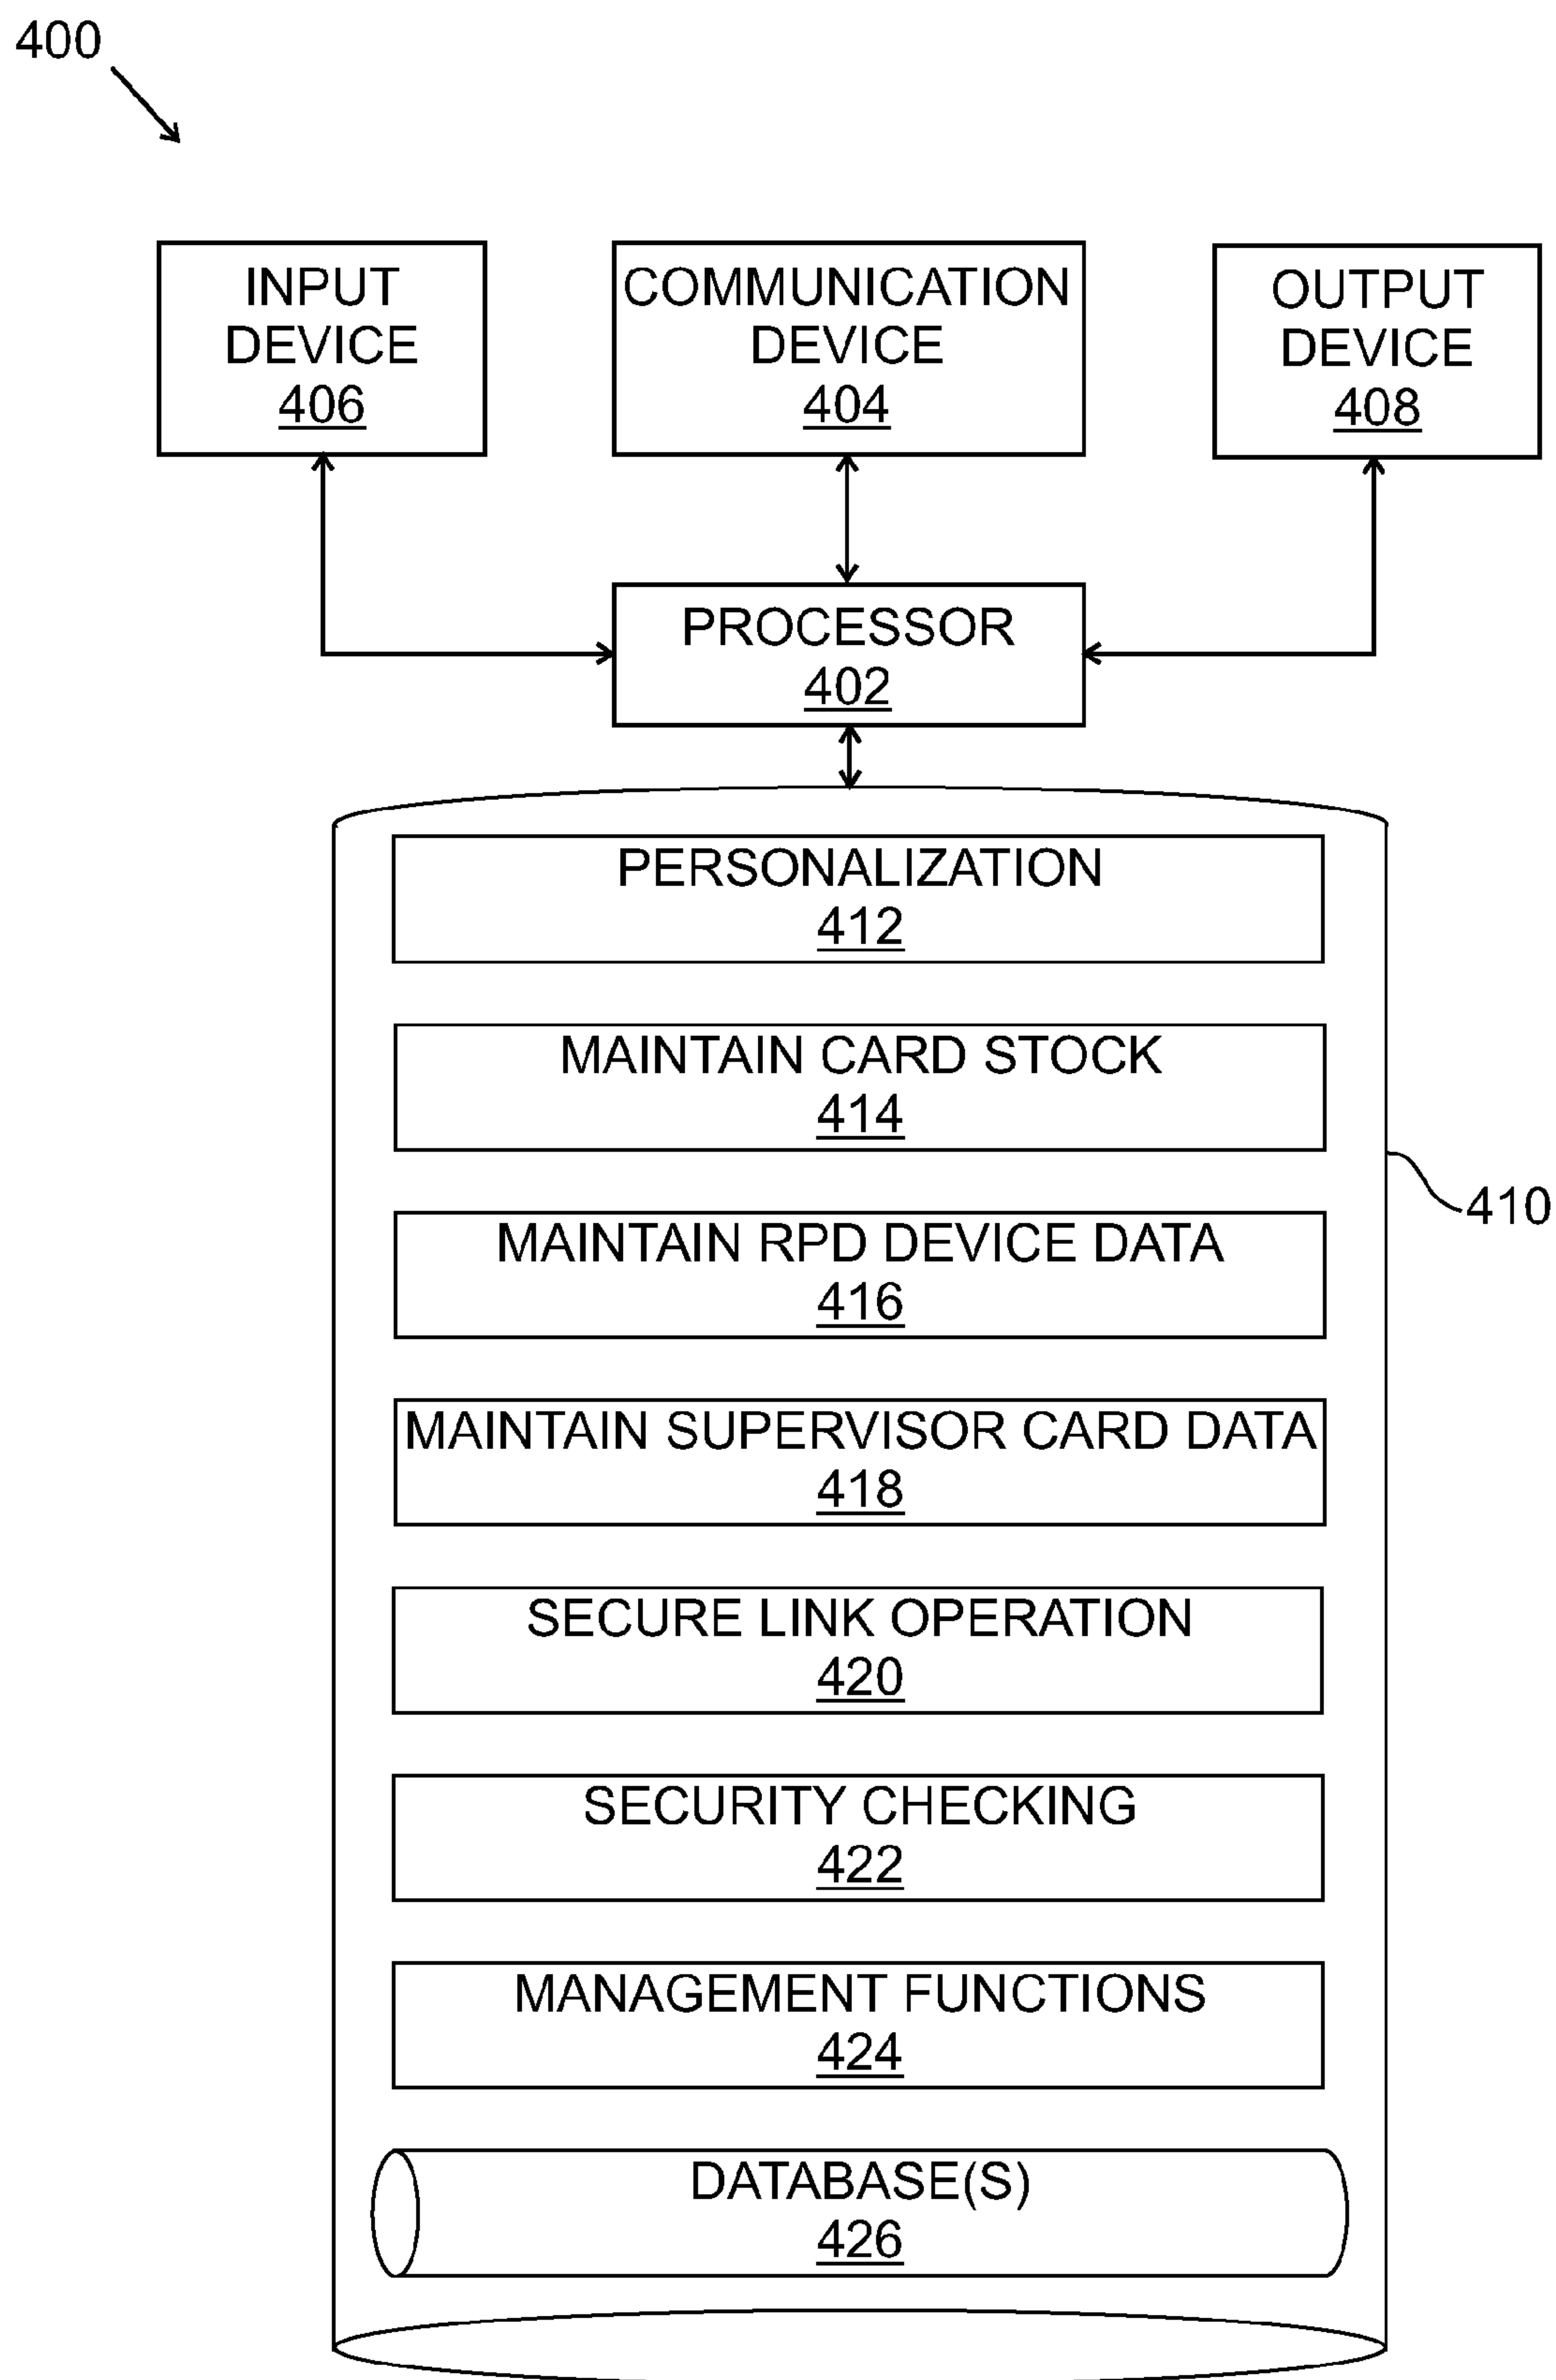 400
INPUT
DEVICE
406
COMMUNICATION
DEVICE
404
OUTPUT
DEVICE
408
PROCESSOR
402
PERSONALIZATION
412
MAINTAIN CARD STOCK
414
MAINTAIN RPD DEVICE DATA
416
410
MAINTAIN SUPERVISOR CARD DATA
418
SECURE LINK OPERATION
420
SECURITY CHECKING
422
MANAGEMENT FUNCTIONS
424
DATABASE(S)
426